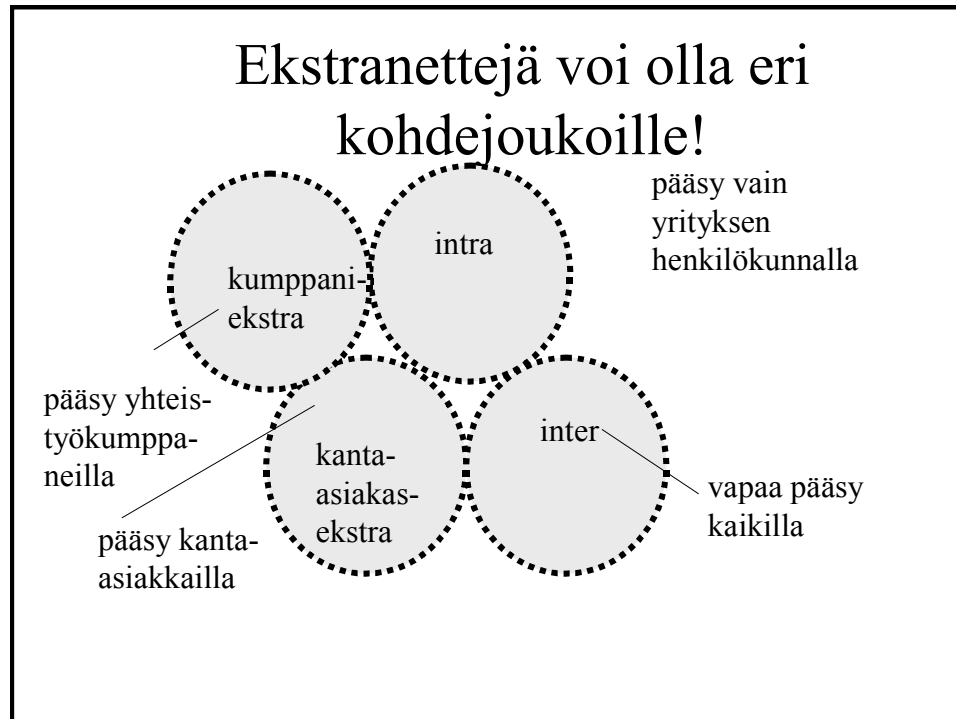 Ekstranettejä voi olla eri
kohdejoukoille!
pääsy vain
yrityksen
henkilökunnalla
intra
kumppani-
ekstra
pääsy yhteis-
työkumppa-
neilla
inter
kanta-
asiakas-
ekstra
vapaa pääsy
kaikilla
pääsy kanta-
asiakkailla